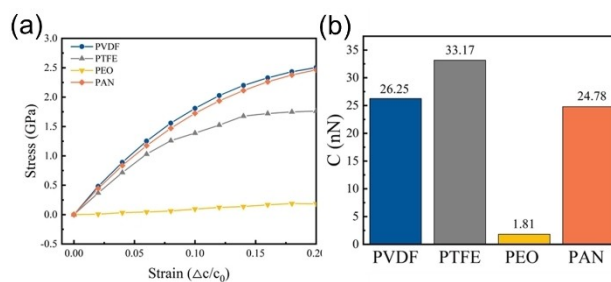 (a)
PVDF
PTFE
PEO
PAN
Stress (GPa)
3.0
2.5
2.0
1.5
1.0
0.5
0.0
-0.5
0.00 0.05 0.10 0.15 0.20
Strain (△c/c₀)
(b)
C (nN)
35
30
25
20
15
10
5
0
26.25
33.17
1.81
24.78
PVDF PTFE PEO PAN